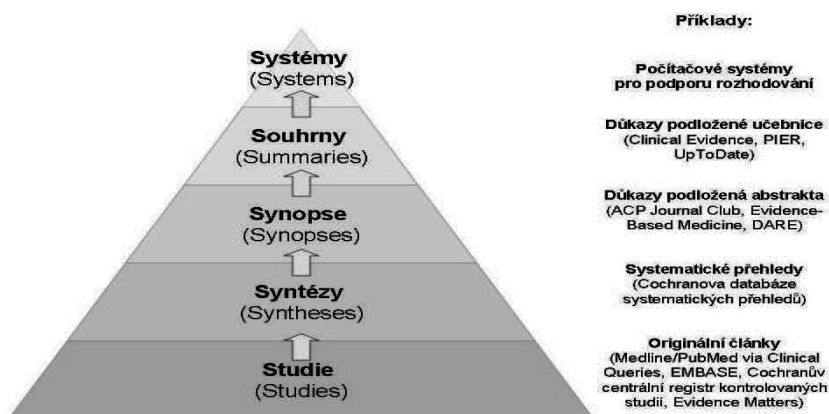 Příklady:
Systémy
(Systems)
Počítačové systémy
pro podporu rozhodování
Souhrny
(Summaries)
Důkazy podložené učebnice
(Clinical Evidence, PIER,
UpToDate)
Synopse
(Synopses)
Důkazy podložená abstrakta
(ACP Journal Club, Evidence-
Based Medicine, DARE)
Syntézy
(Syntheses)
Systematické přehledy
(Cochranova databáze
systematických přehledů)
Studie
(Studies)
Originální články
(Medline/PubMed via Clinical
Queries, EMBASE, Cochranův
centrální registr kontrolovaných
studií, Evidence Matters)